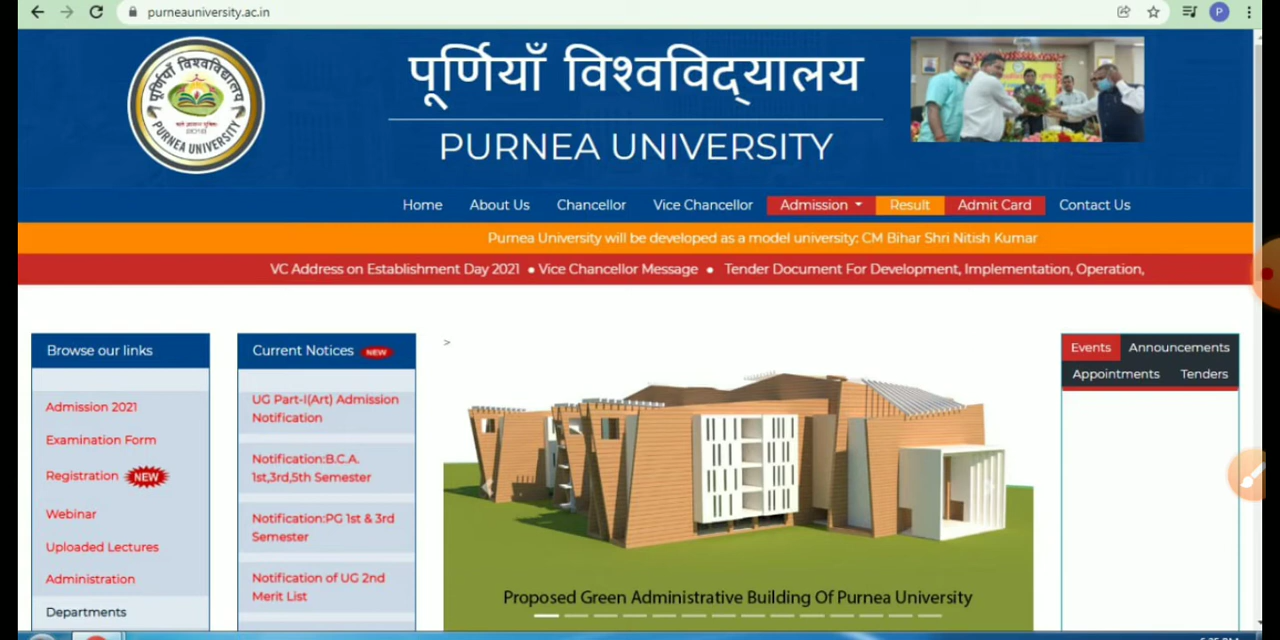 purneauniversity.ac.in
P
पूर्णियाँ विश्वविद्यालय
PURNEA UNIVERSITY
पूर्णियाँ विश्वविद्यालय
PURNEA UNIVERSITY
Home About Us Chancellor Vice Chancellor Admission Result Admit Card Contact Us
Purnea University will be developed as a model university: CM Bihar Shri Nitish Kumar
VC Address on Establishment Day 2021 • Vice Chancellor Message • Tender Document For Development, Implementation, Operation,
Browse our links
Admission 2021
Examination Form
Registration NEW
Webinar
Uploaded Lectures
Administration
Departments
Current Notices NEW
UG Part-I(Art) Admission
Notification
Notification:B.C.A.
1st,3rd,5th Semester
Notification:PG 1st & 3rd
Semester
Notification of UG 2nd
Merit List
>
Proposed Green Administrative Building Of Purnea University
Events Announcements
Appointments Tenders